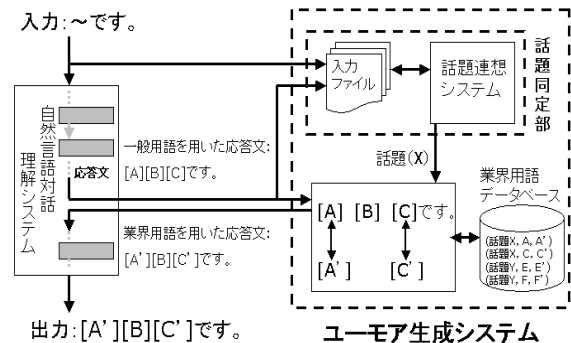 入力:～です。
自然言語対話
理解システム
応答文
一般用語を用いた応答文:
[A][B][C]です。
業界用語を用いた応答文:
[A'][B][C']です。
出力:[A'][B][C']です。
入力
ファイル
話題連想
システム
話題同定部
話題(X)
業界用語
データベース
[A] [B] [C]です。
[A'] [C']
(話題X, A, A')
(話題X, C, C')
(話題Y, E, E')
(話題Y, F, F')
ユーモア生成システム